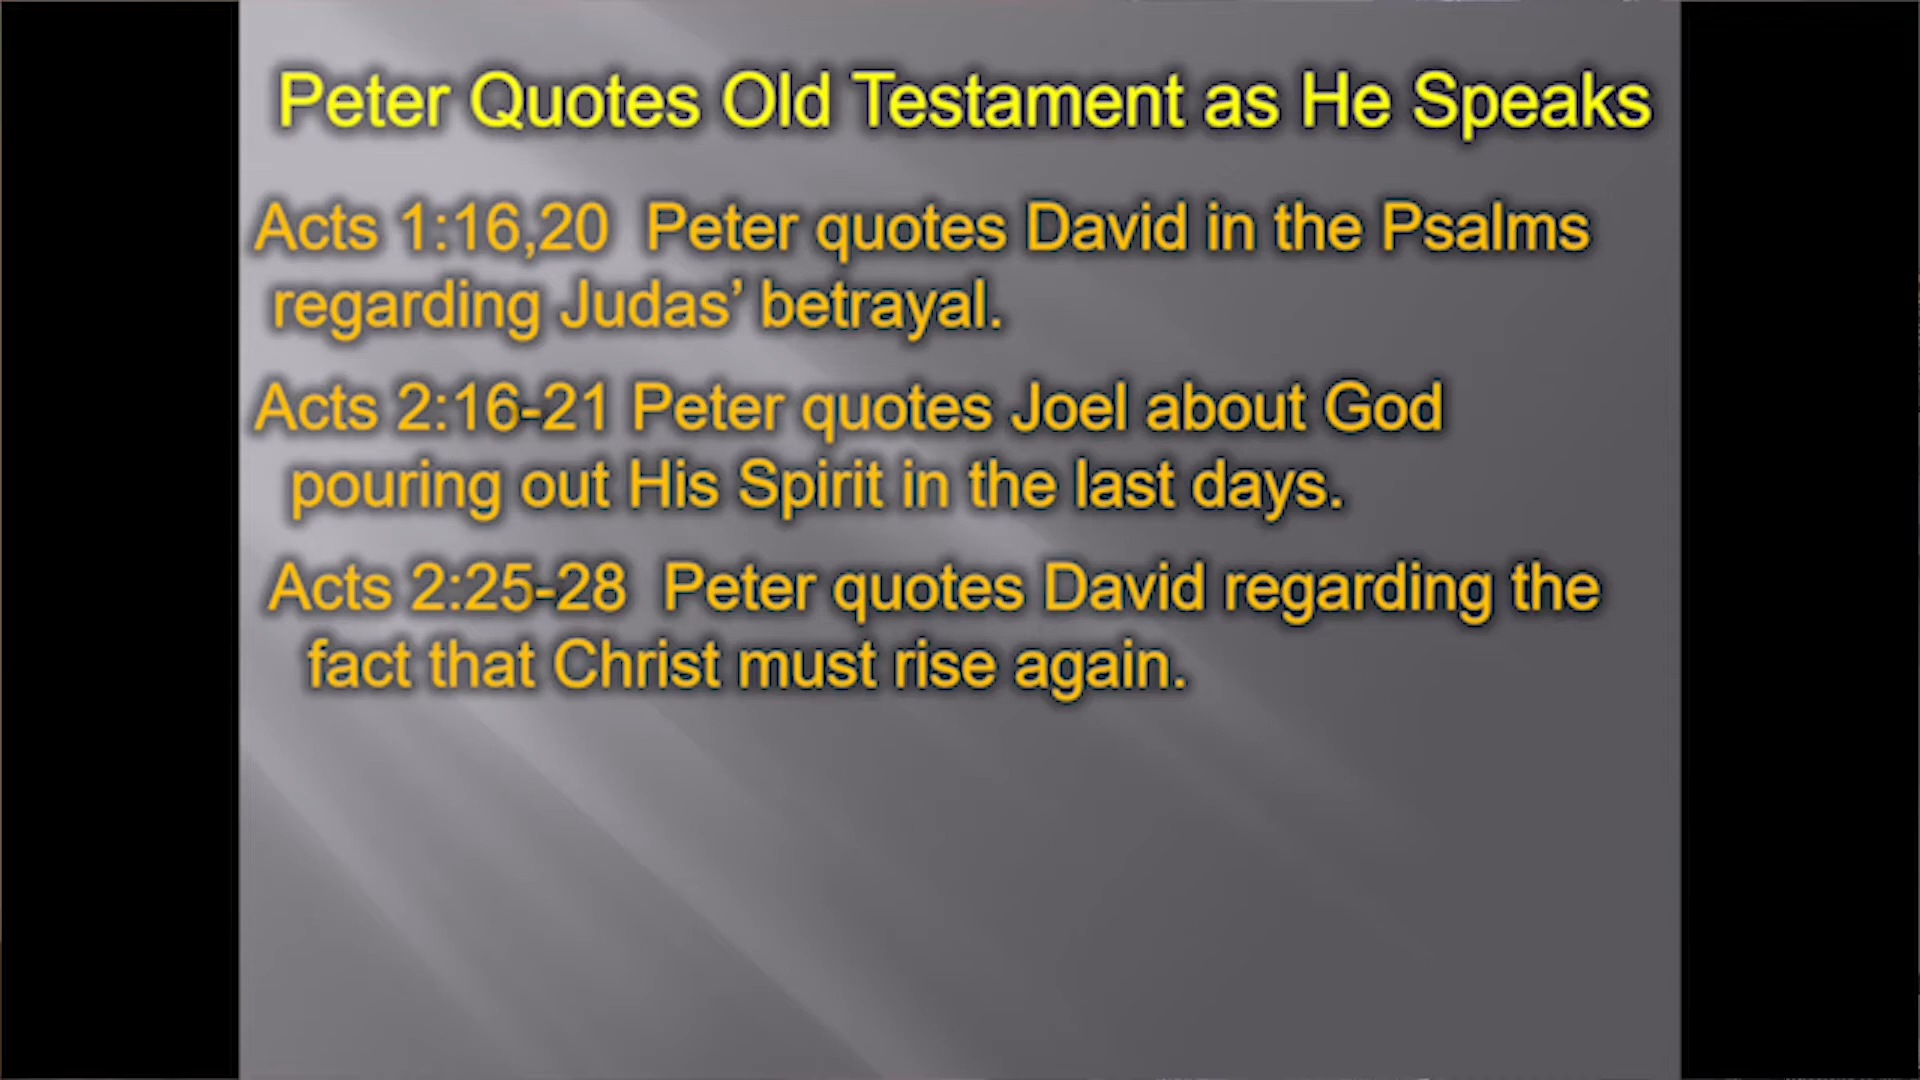 Peter Quotes Old Testament as He Speaks
Acts 1:16,20 Peter quotes David in the Psalms
regarding Judas’ betrayal.
Acts 2:16-21 Peter quotes Joel about God
pouring out His Spirit in the last days.
Acts 2:25-28 Peter quotes David regarding the
fact that Christ must rise again.